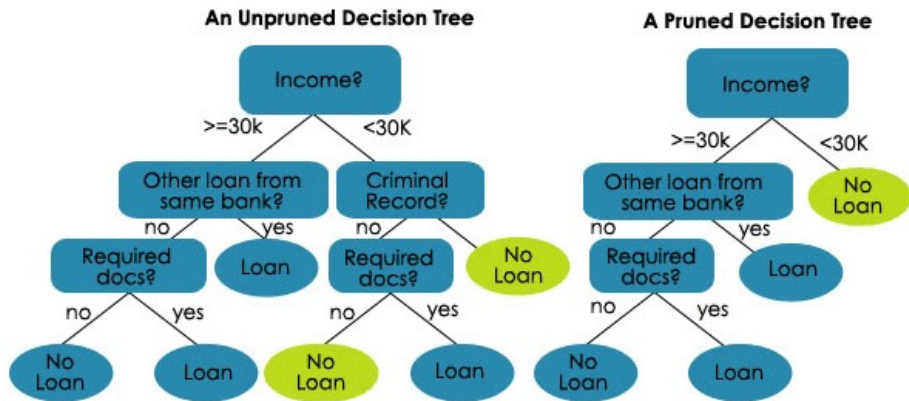 An Unpruned Decision Tree
Income?
>=30k
<30K
Other loan from
same bank?
Criminal
Record?
no
yes
no
Required
docs?
Loan
Required
docs?
No
Loan
no
yes
no
yes
No
Loan
Loan
No
Loan
Loan
A Pruned Decision Tree
Income?
>=30k
<30K
Other loan from
same bank?
No
Loan
no
yes
Required
docs?
Loan
no
yes
No
Loan
Loan